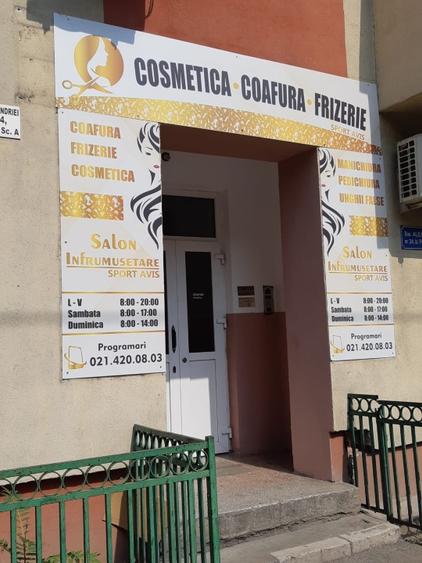 COSMETICA · COAFURA · FRIZERIE
SPORT AVIS
NDRIEI
4,
Sc. A
COAFURA
FRIZERIE
COSMETICA
SALON
INFRUMUSETARE
SPORT AVIS
L - V 8:00 - 20:00
Sambata 8:00 - 17:00
Duminica 8:00 - 14:00
Programari
021.420.08.03
MANICHIURA
PEDICHIURA
UNGHII FALSE
SALON
INFRUMUSETARE
SPORT AVIS
L - V 8:00 - 20:00
Sambata 8:00 - 17:00
Duminica 8:00 - 14:00
Programari
021.420.08.03